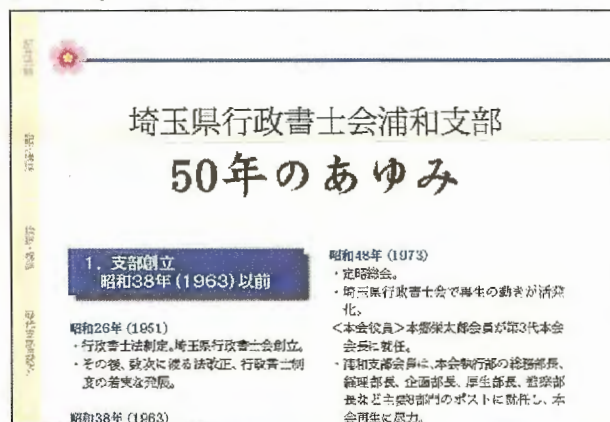 埼玉県行政書士会浦和支部
50年のあゆみ
1. 支部創立
昭和38年(1963)以前
昭和26年(1951)
・行政書士法制定。埼玉県行政書士会創立。
・その後、数次に渡る法改正、行政書士制
度の着実な発展。
昭和38年(1963)
昭和48年(1973)
・定時総会。
・埼玉県行政書士会で再生の動きが活発
化。
<本会役員>本郷栄太郎会員が第3代本会
会長に就任。
・浦和支部会員は、本会執行部の総務部長、
経理部長、企画部長、厚生部長、監察部
長など主要8部門のポストに就任し、本
会再生に尽力。